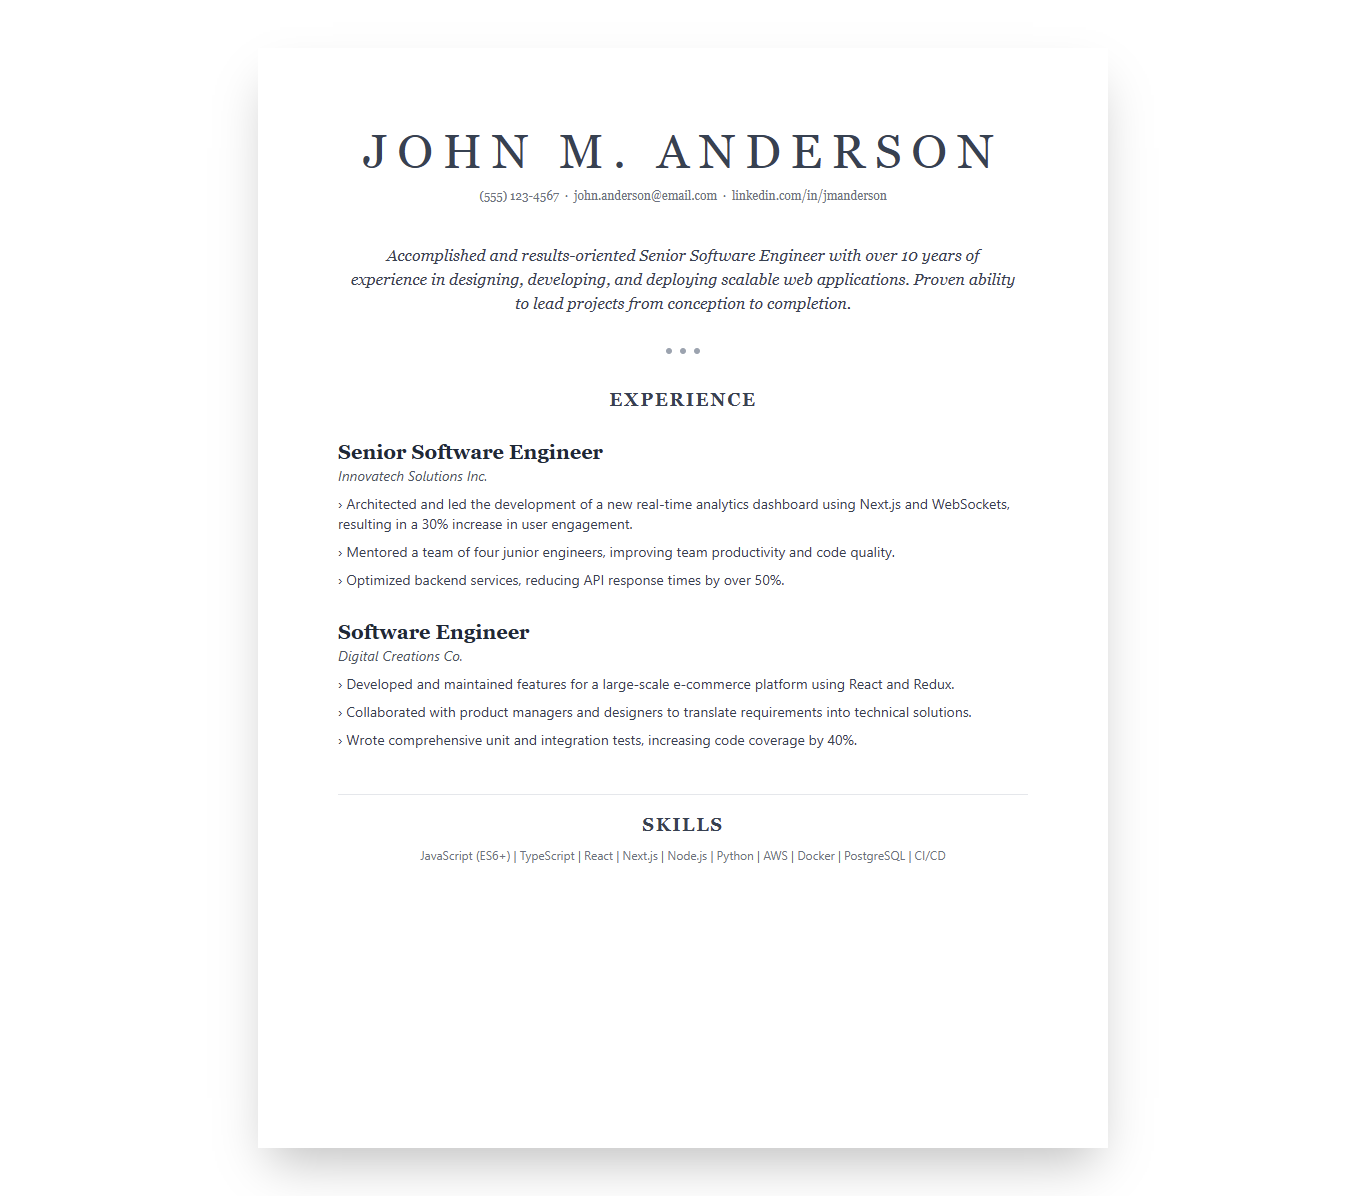 JOHN M. ANDERSON
(555) 123-4567 · john.anderson@email.com · linkedin.com/in/jmanderson
Accomplished and results-oriented Senior Software Engineer with over 10 years of
experience in designing, developing, and deploying scalable web applications. Proven ability
to lead projects from conception to completion.
EXPERIENCE
Senior Software Engineer
Innovatech Solutions Inc.
› Architected and led the development of a new real-time analytics dashboard using Next.js and WebSockets,
resulting in a 30% increase in user engagement.
› Mentored a team of four junior engineers, improving team productivity and code quality.
› Optimized backend services, reducing API response times by over 50%.
Software Engineer
Digital Creations Co.
› Developed and maintained features for a large-scale e-commerce platform using React and Redux.
› Collaborated with product managers and designers to translate requirements into technical solutions.
› Wrote comprehensive unit and integration tests, increasing code coverage by 40%.
SKILLS
JavaScript (ES6+) | TypeScript | React | Next.js | Node.js | Python | AWS | Docker | PostgreSQL | CI/CD